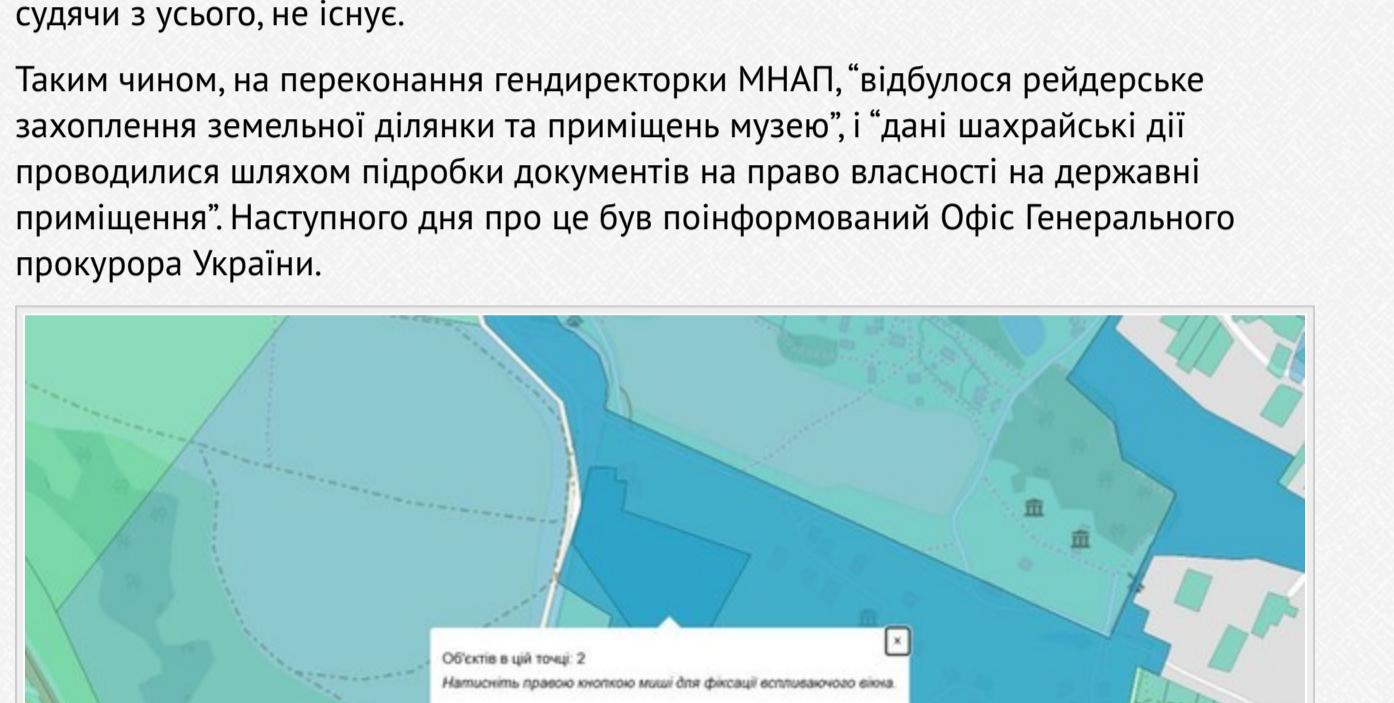 судячи з усього, не існує.
Таким чином, на переконання гендиректорки МНАП, “відбулося рейдерське
захоплення земельної ділянки та приміщень музею”, і “дані шахрайські дії
проводилися шляхом підробки документів на право власності на державні
приміщення”. Наступного дня про це був поінформований Офіс Генерального
прокурора України.
x
Об'єктів в цій точці: 2
Натисніть правою кнопкою миші для фіксації вспливаючого вікна.